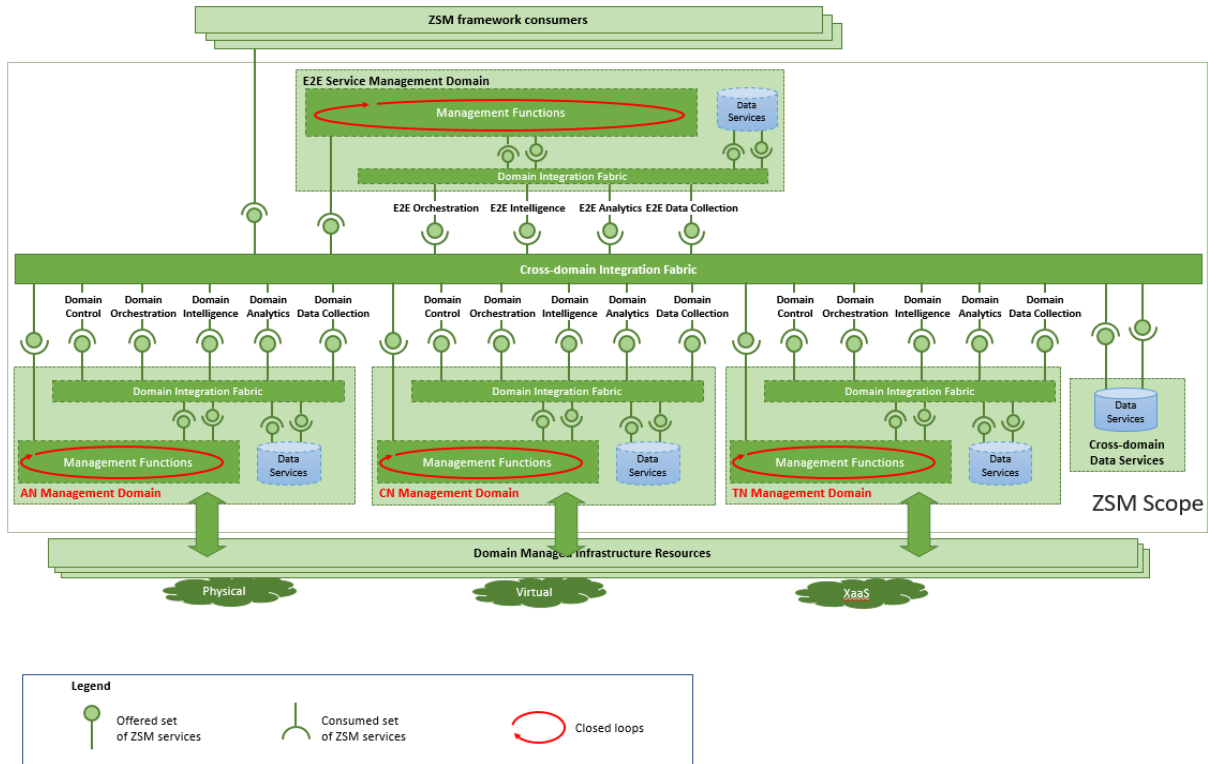 ZSM framework consumers
E2E Service Management Domain
Management Functions
Data
Services
Domain Integration Fabric
E2E Orchestration
E2E Intelligence
E2E Analytics
E2E Data Collection
Cross-domain Integration Fabric
Domain
Control
Domain
Orchestration
Domain
Intelligence
Domain
Analytics
Domain
Data Collection
Domain
Control
Domain
Orchestration
Domain
Intelligence
Domain
Analytics
Domain
Data Collection
Domain
Control
Domain
Orchestration
Domain
Intelligence
Domain
Analytics
Domain
Data Collection
Domain Integration Fabric
Management Functions
Data
Services
AN Management Domain
Domain Integration Fabric
Management Functions
Data
Services
CN Management Domain
Domain Integration Fabric
Management Functions
Data
Services
TN Management Domain
Data
Services
Cross-domain
Data Services
ZSM Scope
Domain Managed Infrastructure Resources
Physical
Virtual
XaaS
Legend
Offered set
of ZSM services
Consumed set
of ZSM services
Closed loops